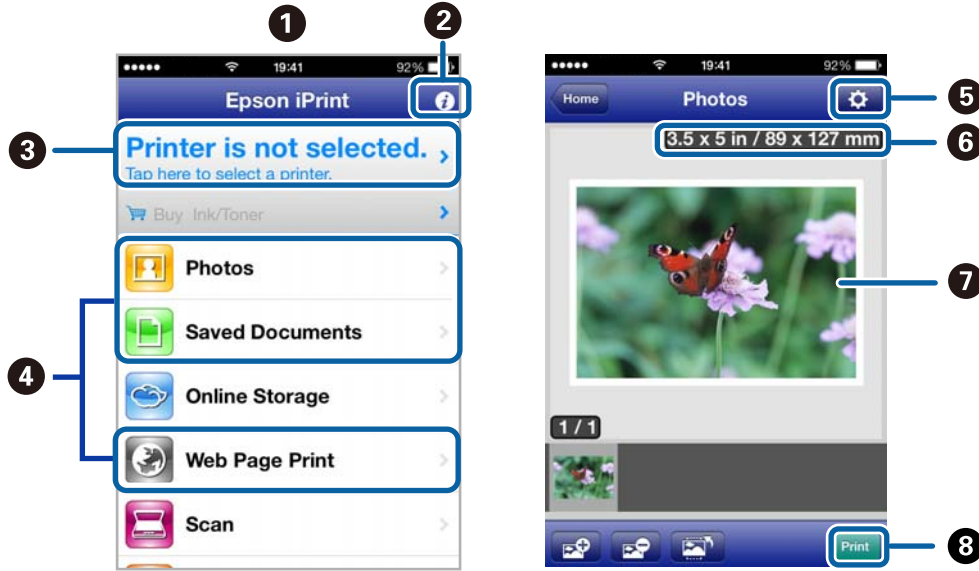 1
2
19:41
92%
Epson iPrint
i
3
Printer is not selected.
Tap here to select a printer.
Buy Ink/Toner
Photos
Saved Documents
4
Online Storage
Web Page Print
Scan
19:41
92%
Home
Photos
5
3.5 x 5 in / 89 x 127 mm
6
7
1 / 1
Print
8